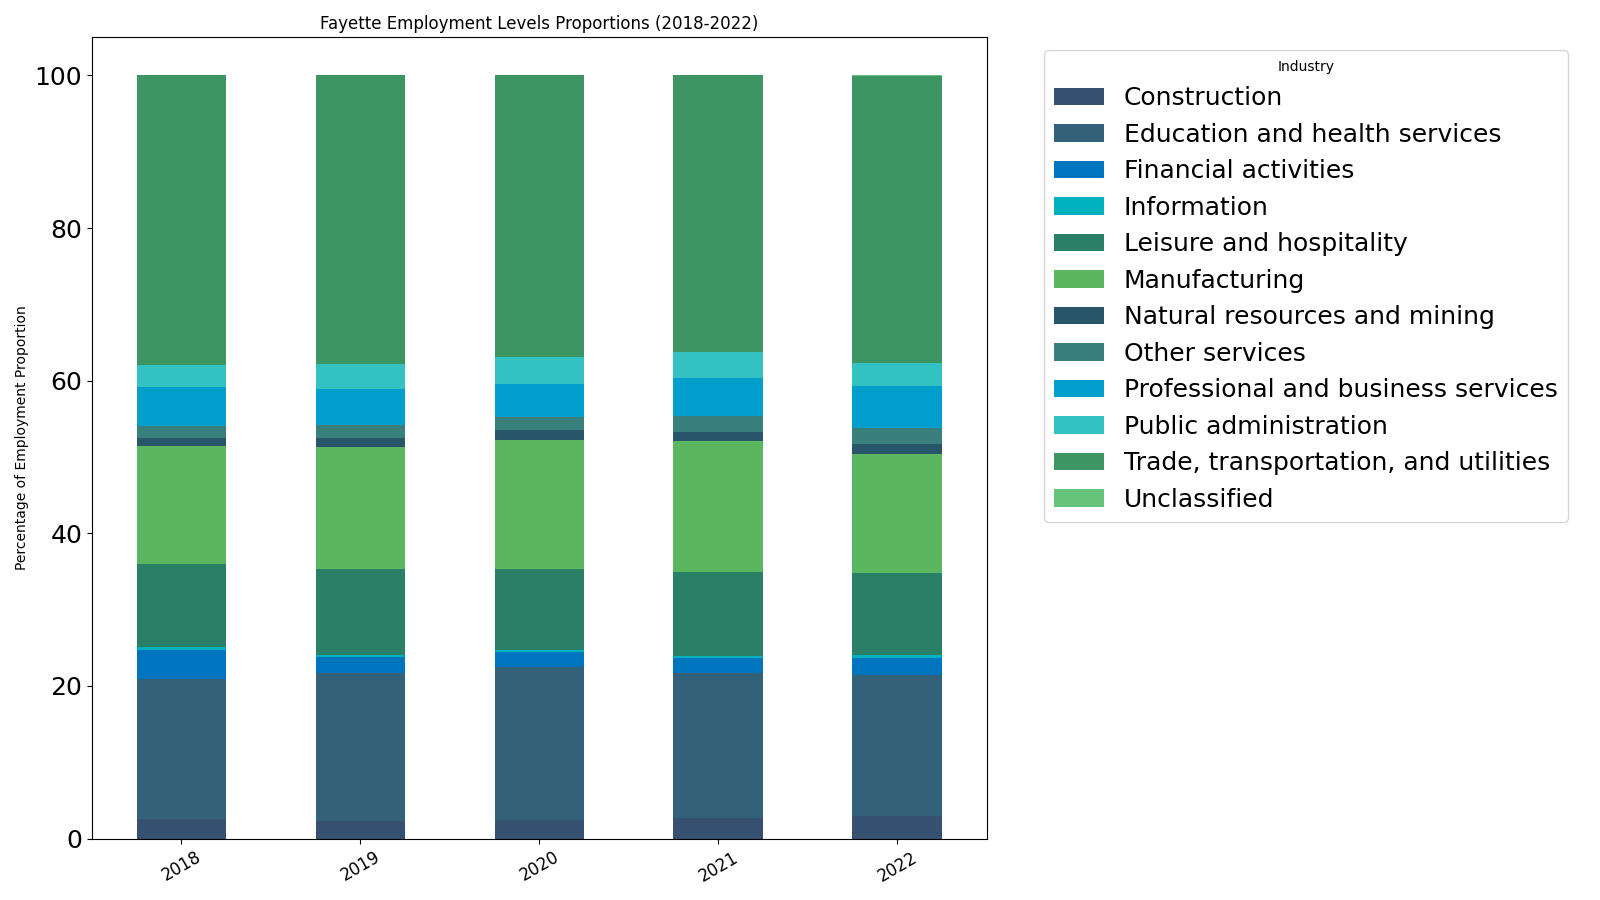 Fayette Employment Levels Proportions (2018-2022)
Percentage of Employment Proportion
100
80
60
40
20
0
2018
2019
2020
2021
2022
Industry
Construction
Education and health services
Financial activities
Information
Leisure and hospitality
Manufacturing
Natural resources and mining
Other services
Professional and business services
Public administration
Trade, transportation, and utilities
Unclassified